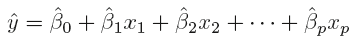 ŷ = β̂₀ + β̂₁x₁ + β̂₂x₂ + ⋯ + β̂ₚxₚ